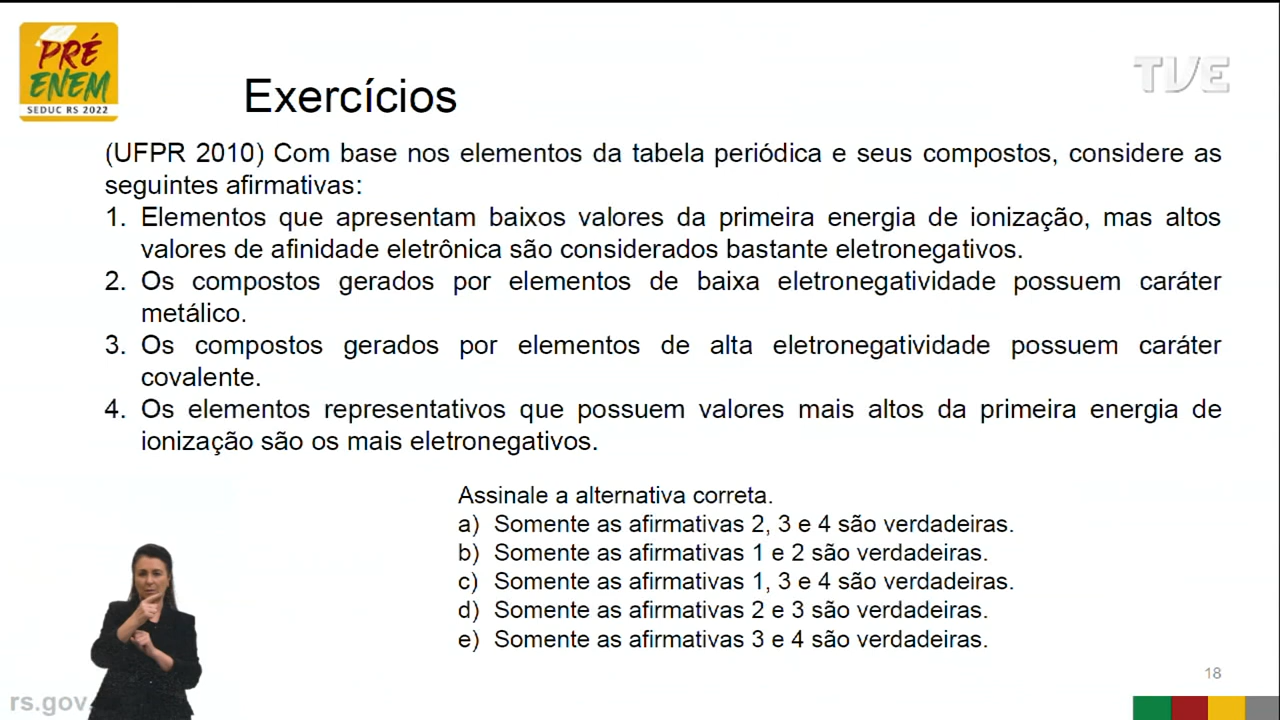 PRÉ
ENEM
SEDUC RS 2022
TVE
Exercícios
(UFPR 2010) Com base nos elementos da tabela periódica e seus compostos, considere as
seguintes afirmativas:
1. Elementos que apresentam baixos valores da primeira energia de ionização, mas altos
valores de afinidade eletrônica são considerados bastante eletronegativos.
2. Os compostos gerados por elementos de baixa eletronegatividade possuem caráter
metálico.
3. Os compostos gerados por elementos de alta eletronegatividade possuem caráter
covalente.
4. Os elementos representativos que possuem valores mais altos da primeira energia de
ionização são os mais eletronegativos.
Assinale a alternativa correta.
a) Somente as afirmativas 2, 3 e 4 são verdadeiras.
b) Somente as afirmativas 1 e 2 são verdadeiras.
c) Somente as afirmativas 1, 3 e 4 são verdadeiras.
d) Somente as afirmativas 2 e 3 são verdadeiras.
e) Somente as afirmativas 3 e 4 são verdadeiras.
18
rs.gov.